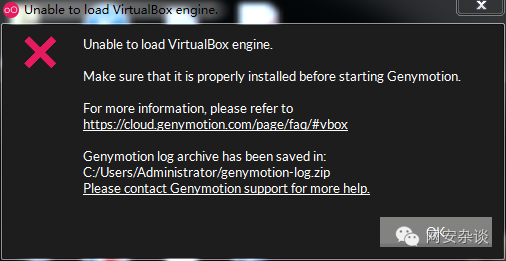 Unable to load VirtualBox engine.
Unable to load VirtualBox engine.
Make sure that it is properly installed before starting Genymotion.
For more information, please refer to
https://cloud.genymotion.com/page/faq/#vbox
Genymotion log archive has been saved in:
C:/Users/Administrator/genymotion-log.zip
Please contact Genymotion support for more help.
OK
网安杂谈